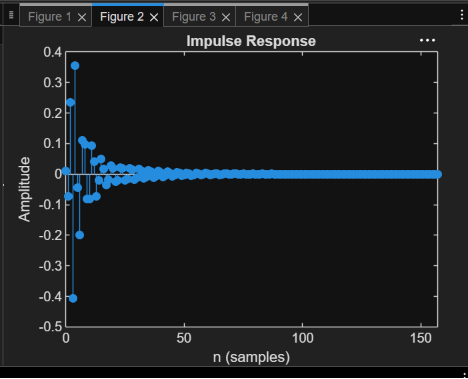 Figure 1 × Figure 2 × Figure 3 × Figure 4 ×
Impulse Response
0.4
0.3
0.2
0.1
0
-0.1
-0.2
-0.3
-0.4
-0.5
Amplitude
0 50 100 150
n (samples)